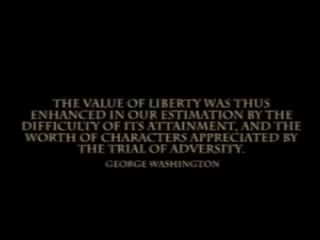 THE VALUE OF LIBERTY WAS THUS
ENHANCED IN OUR ESTIMATION BY THE
DIFFICULTY OF ITS ATTAINMENT, AND THE
WORTH OF CHARACTERS APPRECIATED BY
THE TRIAL OF ADVERSITY.
GEORGE WASHINGTON